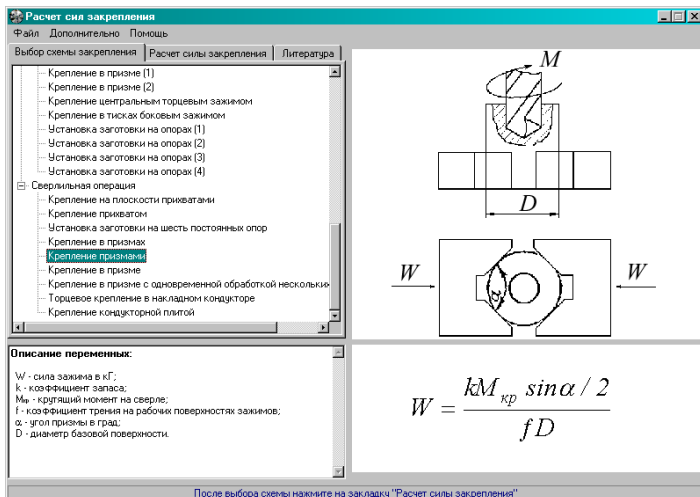 Расчет сил закрепления
Файл Дополнительно Помощь
Выбор схемы закрепления Расчет силы закрепления Литература
Крепление в призме (1)
Крепление в призме (2)
Крепление центральным торцевым зажимом
Крепление в тисках боковым зажимом
Установка заготовки на опорах (1)
Установка заготовки на опорах (2)
Установка заготовки на опорах (3)
Установка заготовки на опорах (4)
Сверлильная операция
Крепление на плоскости прихватами
Крепление прихватом
Установка заготовки на шесть постоянных опор
Крепление в призмах
Крепление призмами
Крепление в призме
Крепление в призме с одновременной обработкой нескольки
Торцевое крепление в накладном кондукторе
Крепление кондукторной плитой
M
D
W
α
W
Описание переменных:
W - сила зажима в кГ;
k - коэффициент запаса;
Mкр - крутящий момент на сверле;
f - коэффициент трения на рабочих поверхностях зажимов;
α - угол призмы в град;
D - диаметр базовой поверхности.
W = kM кр sin α / 2
fD
После выбора схемы нажмите на закладку "Расчет силы закрепления"